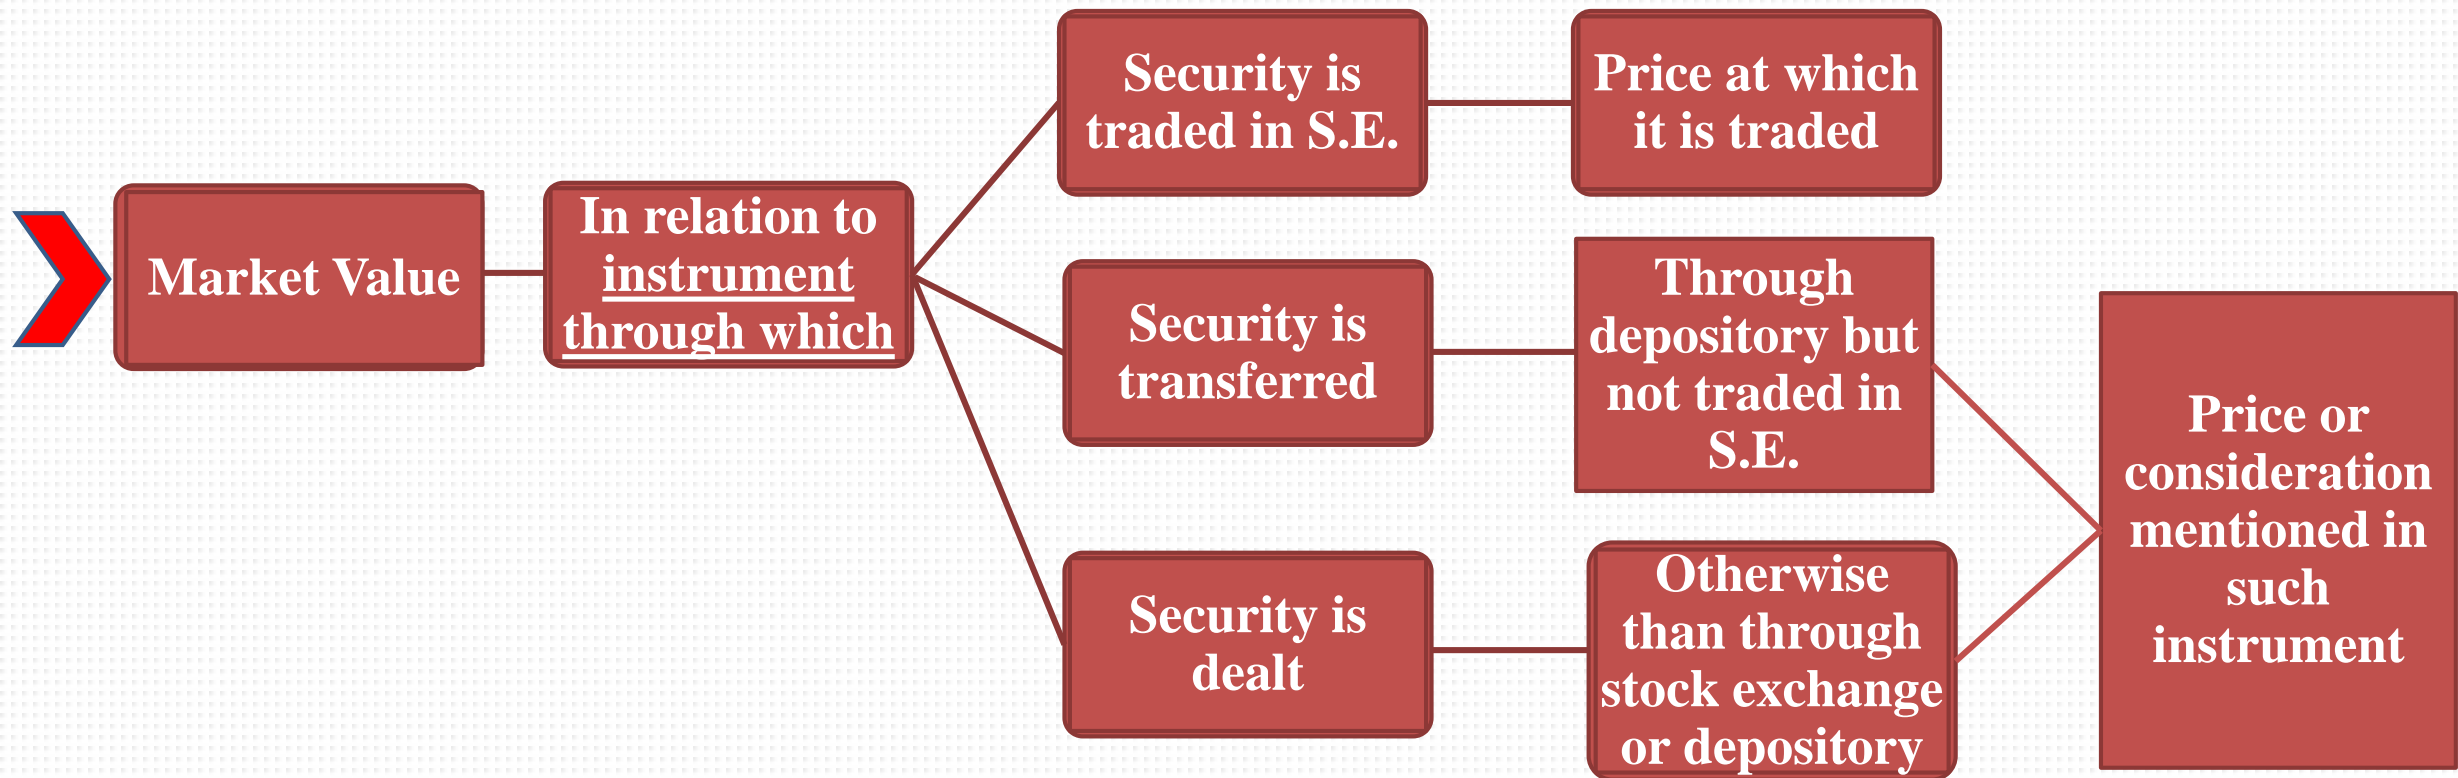 Market Value
In relation to
instrument
through which
Security is
traded in S.E.
Price at which
it is traded
Security is
transferred
Through
depository but
not traded in
S.E.
Security is
dealt
Otherwise
than through
stock exchange
or depository
Price or
consideration
mentioned in
such
instrument